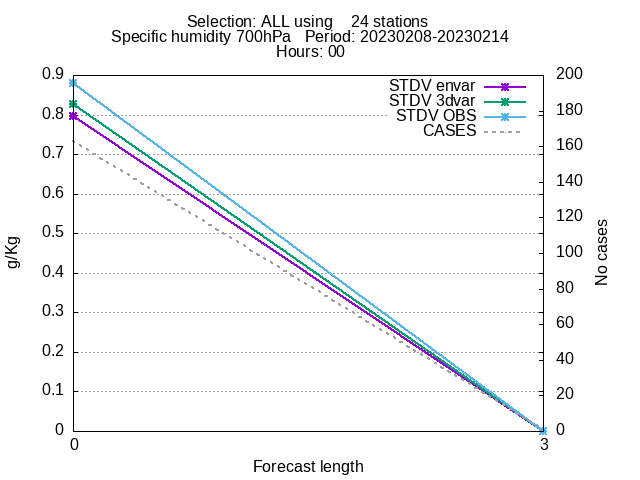 Selection: ALL using    24 stations
Specific humidity 700hPa   Period: 20230208-20230214
Hours: 00
STDV envar
STDV 3dvar
STDV OBS
CASES
0.9
0.8
0.7
0.6
0.5
0.4
0.3
0.2
0.1
0
200
180
160
140
120
100
80
60
40
20
0
g/Kg
No cases
0
3
Forecast length